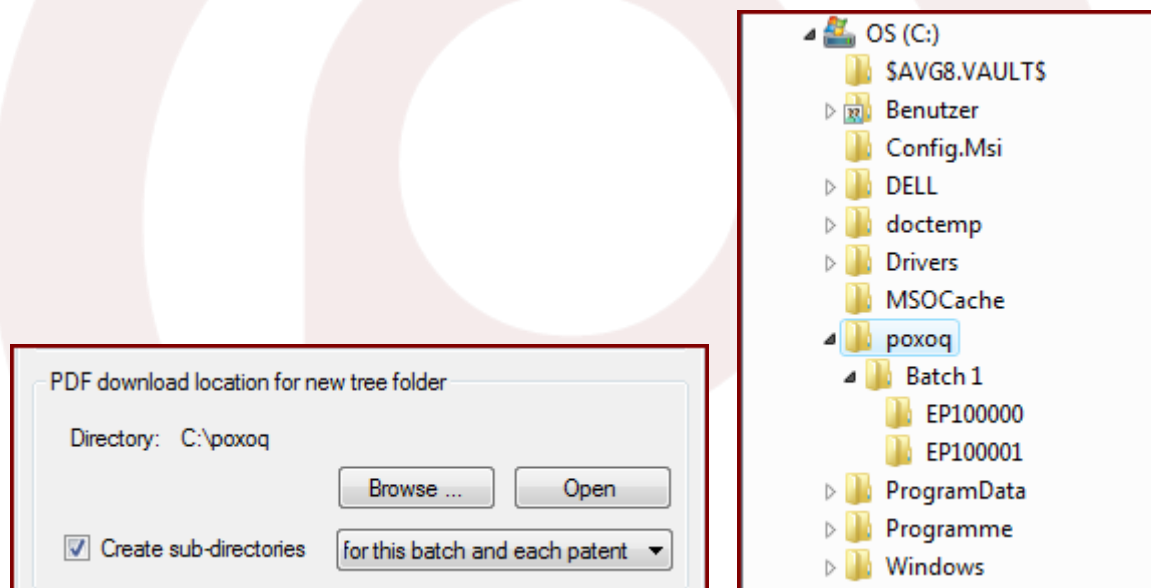 PDF download location for new tree folder
Directory: C:\poxoq
Browse ...
Open
Create sub-directories
for this batch and each patent
OS (C:)
$AVG8.VAULT$
Benutzer
Config.Msi
DELL
doctemp
Drivers
MSOCache
poxoq
Batch 1
EP100000
EP100001
ProgramData
Programme
Windows